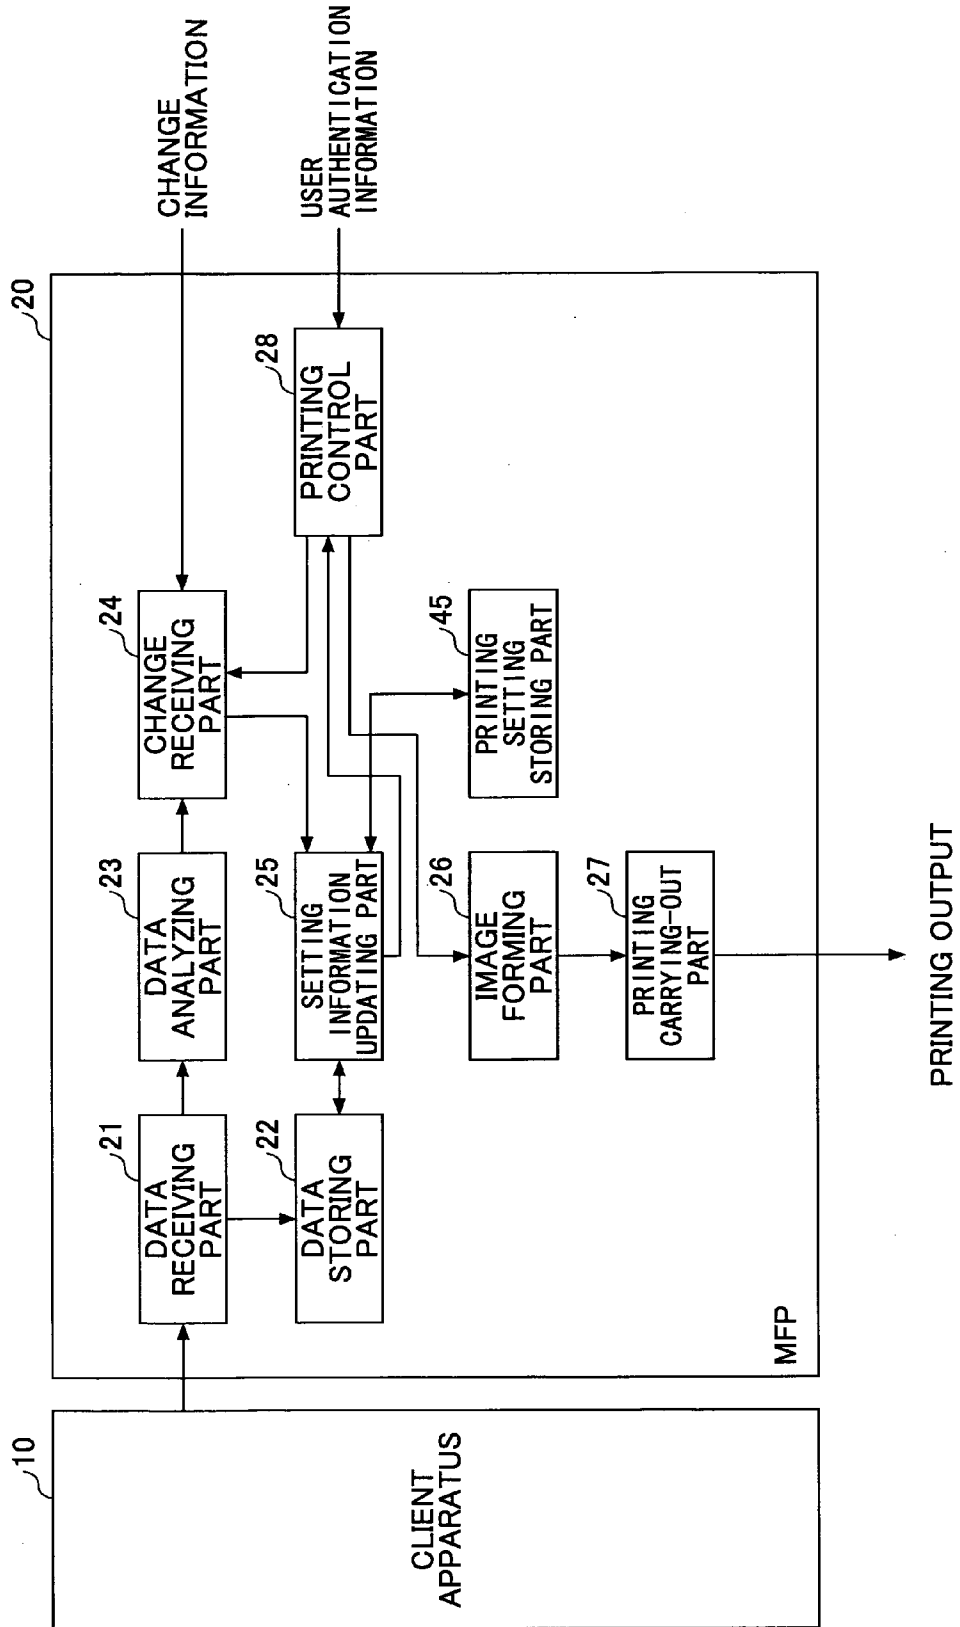 10
CLIENT
APPARATUS
20
MFP
21
DATA
RECEIVING
PART
23
DATA
ANALYZING
PART
24
CHANGE
RECEIVING
PART
CHANGE
INFORMATION
22
DATA
STORING
PART
25
SETTING
INFORMATION
UPDATING PART
28
PRINTING
CONTROL
PART
USER
AUTHENTICATION
INFORMATION
26
IMAGE
FORMING
PART
45
PRINTING
SETTING
STORING PART
27
PRINTING
CARRYING-OUT
PART
PRINTING OUTPUT